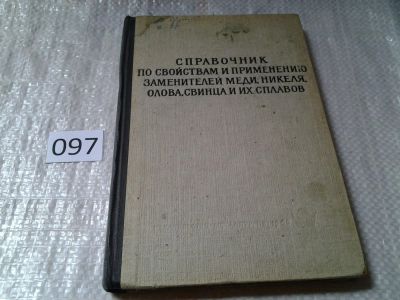 СПРАВОЧНИК
ПО СВОЙСТВАМ И ПРИМЕНЕНИЮ
ЗАМЕНИТЕЛЕЙ МЕДИ, НИКЕЛЯ,
ОЛОВА, СВИНЦА И ИХ СПЛАВОВ
097